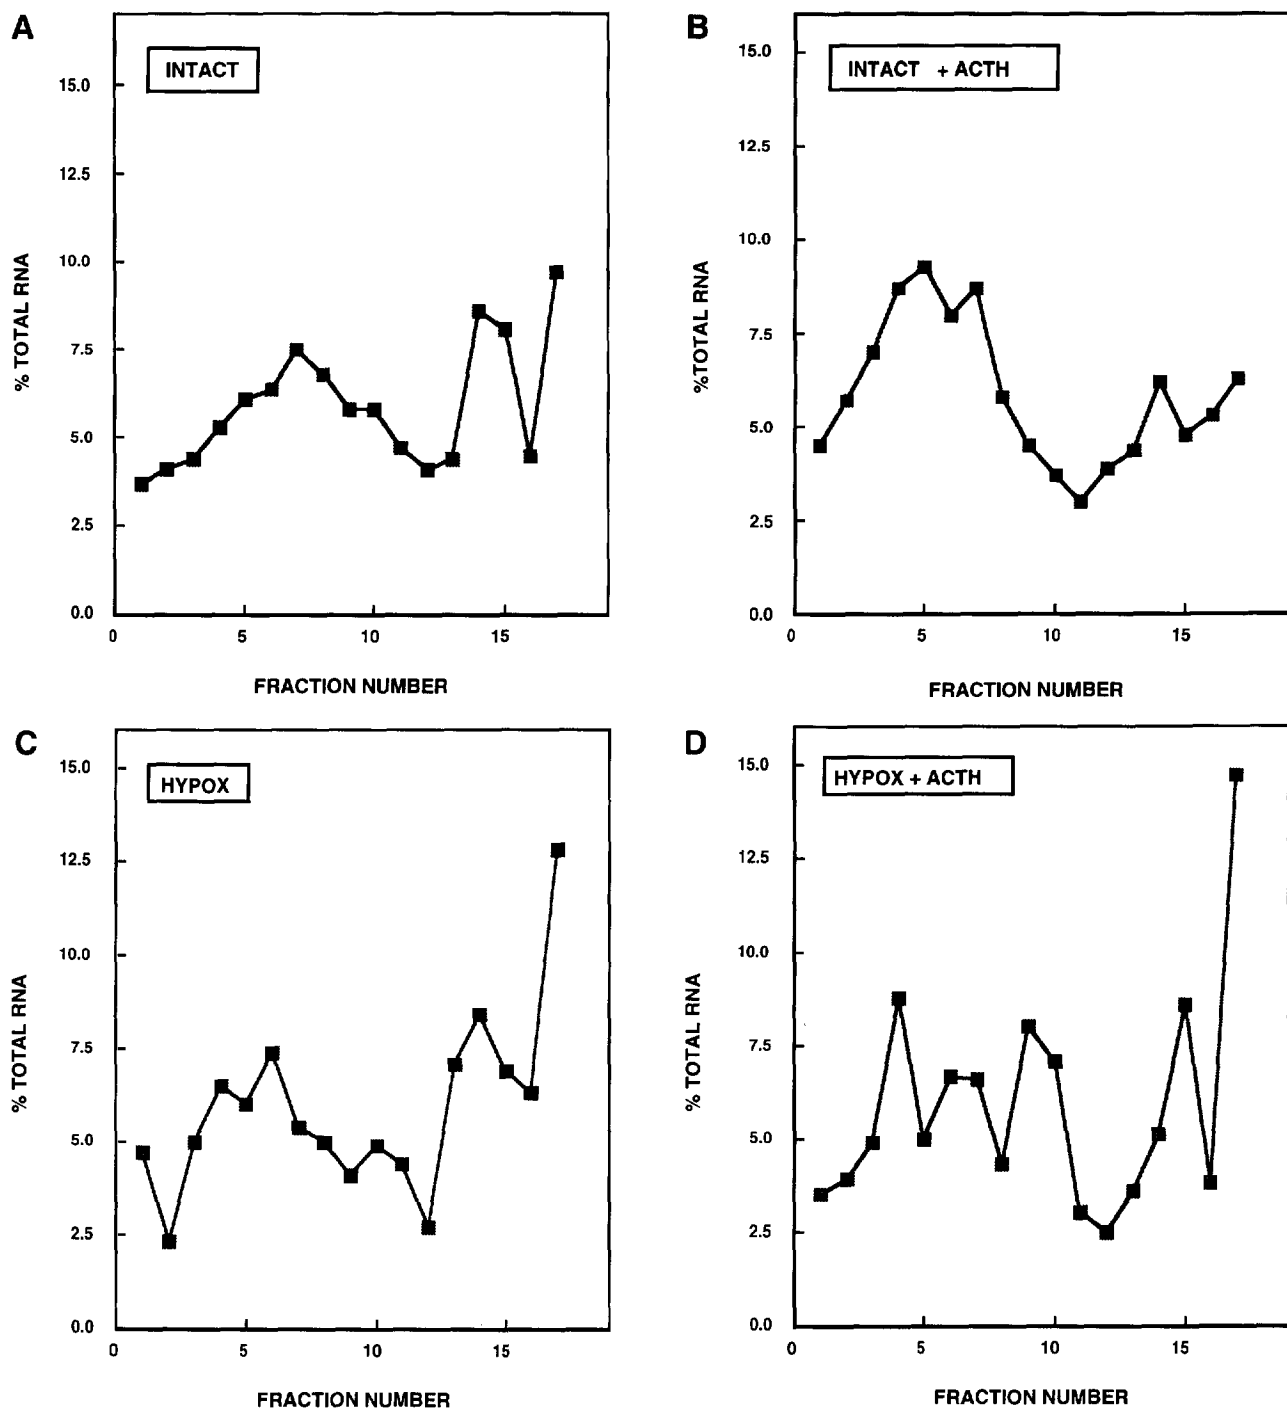 A
INTACT
15.0
12.5
10.0
7.5
5.0
2.5
0.0
% TOTAL RNA
0 5 10 15
FRACTION NUMBER
B
INTACT + ACTH
15.0
12.5
10.0
7.5
5.0
2.5
0.0
%TOTAL RNA
0 5 10 15
FRACTION NUMBER
C
HYPOX
15.0
12.5
10.0
7.5
5.0
2.5
0.0
% TOTAL RNA
0 5 10 15
FRACTION NUMBER
D
HYPOX + ACTH
15.0
12.5
10.0
7.5
5.0
2.5
0.0
% TOTAL RNA
0 5 10 15
FRACTION NUMBER